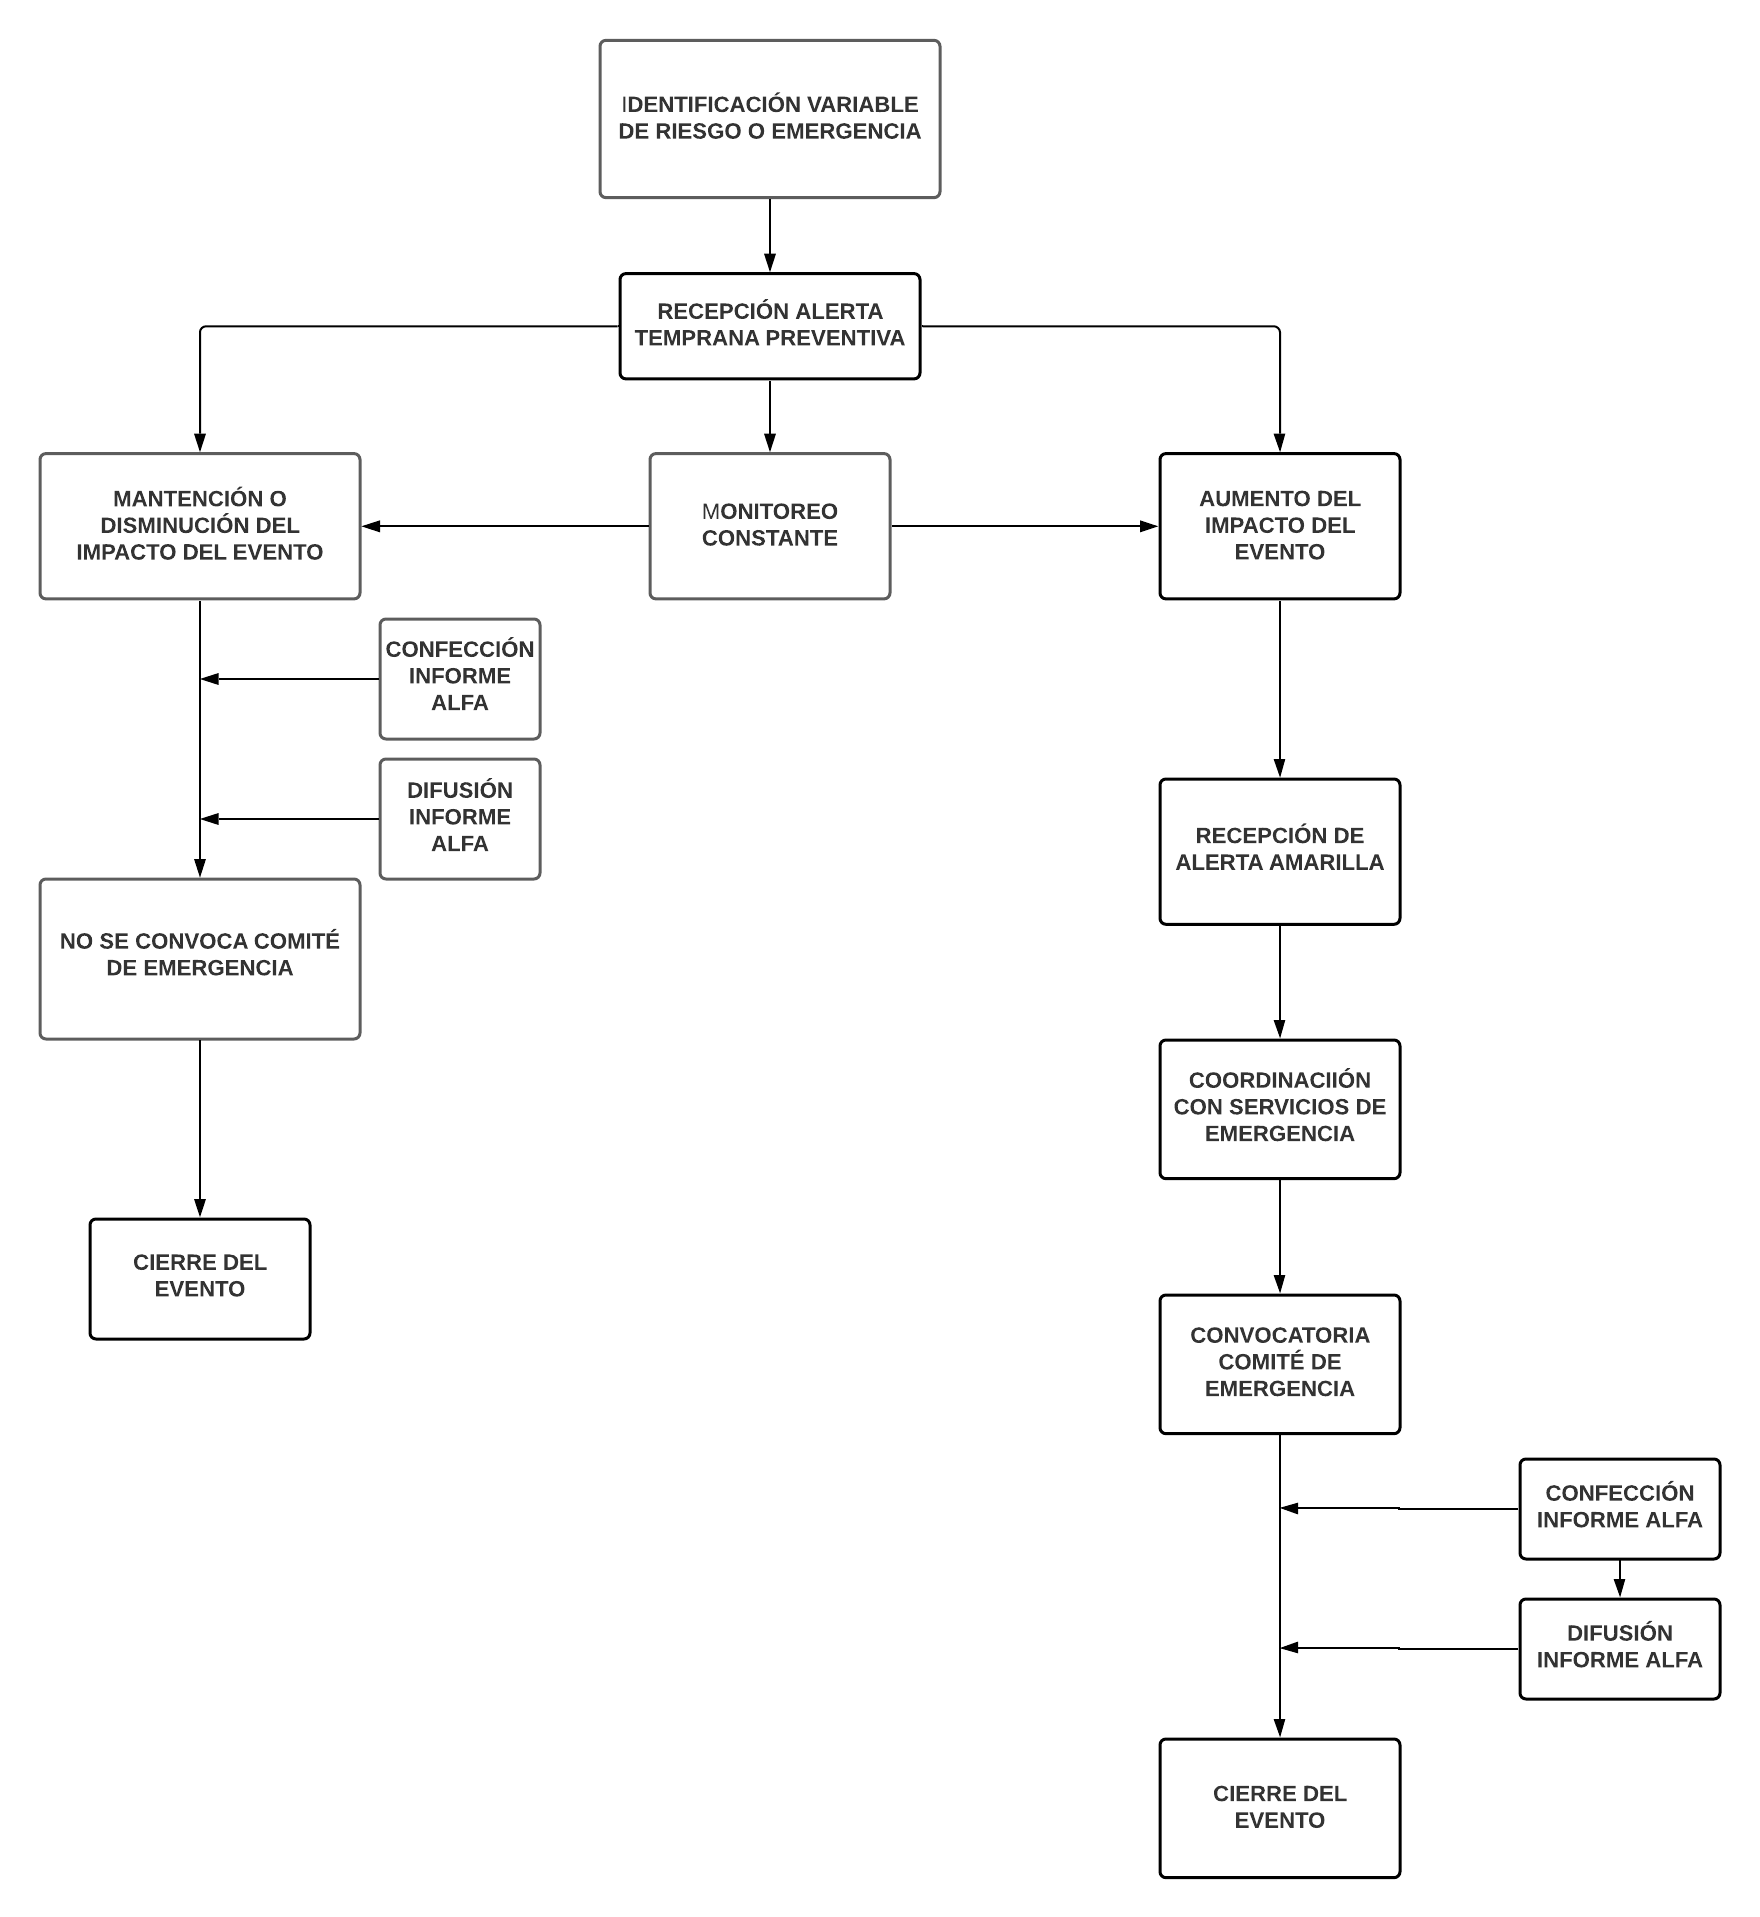 IDENTIFICACIÓN VARIABLE
DE RIESGO O EMERGENCIA
RECEPCIÓN ALERTA
TEMPRANA PREVENTIVA
MANTENCIÓN O
DISMINUCIÓN DEL
IMPACTO DEL EVENTO
MONITOREO
CONSTANTE
AUMENTO DEL
IMPACTO DEL
EVENTO
CONFECCIÓN
INFORME
ALFA
DIFUSIÓN
INFORME
ALFA
RECEPCIÓN DE
ALERTA AMARILLA
NO SE CONVOCA COMITÉ
DE EMERGENCIA
COORDINACIIÓN
CON SERVICIOS DE
EMERGENCIA
CIERRE DEL
EVENTO
CONVOCATORIA
COMITÉ DE
EMERGENCIA
CONFECCIÓN
INFORME ALFA
DIFUSIÓN
INFORME ALFA
CIERRE DEL
EVENTO